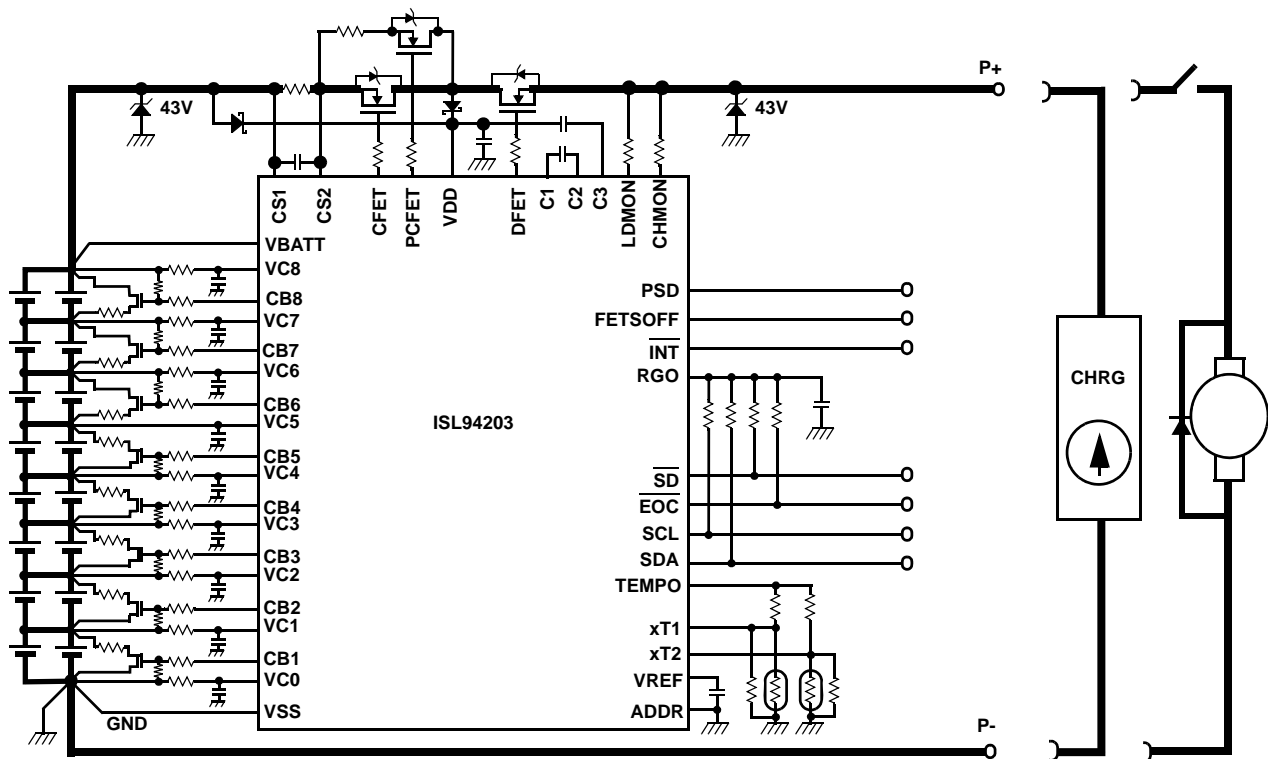 P+
43V
43V
CS1
CS2
CFET
PCFET
VDD
DFET
C1
C2
C3
LDMON
CHMON
VBATT
VC8
CB8
VC7
CB7
VC6
CB6
VC5
CB5
VC4
CB4
VC3
CB3
VC2
CB2
VC1
CB1
VC0
VSS
GND
ISL94203
PSD
FETSOFF
INT
RGO
SD
EOC
SCL
SDA
TEMPO
xT1
xT2
VREF
ADDR
CHRG
P-